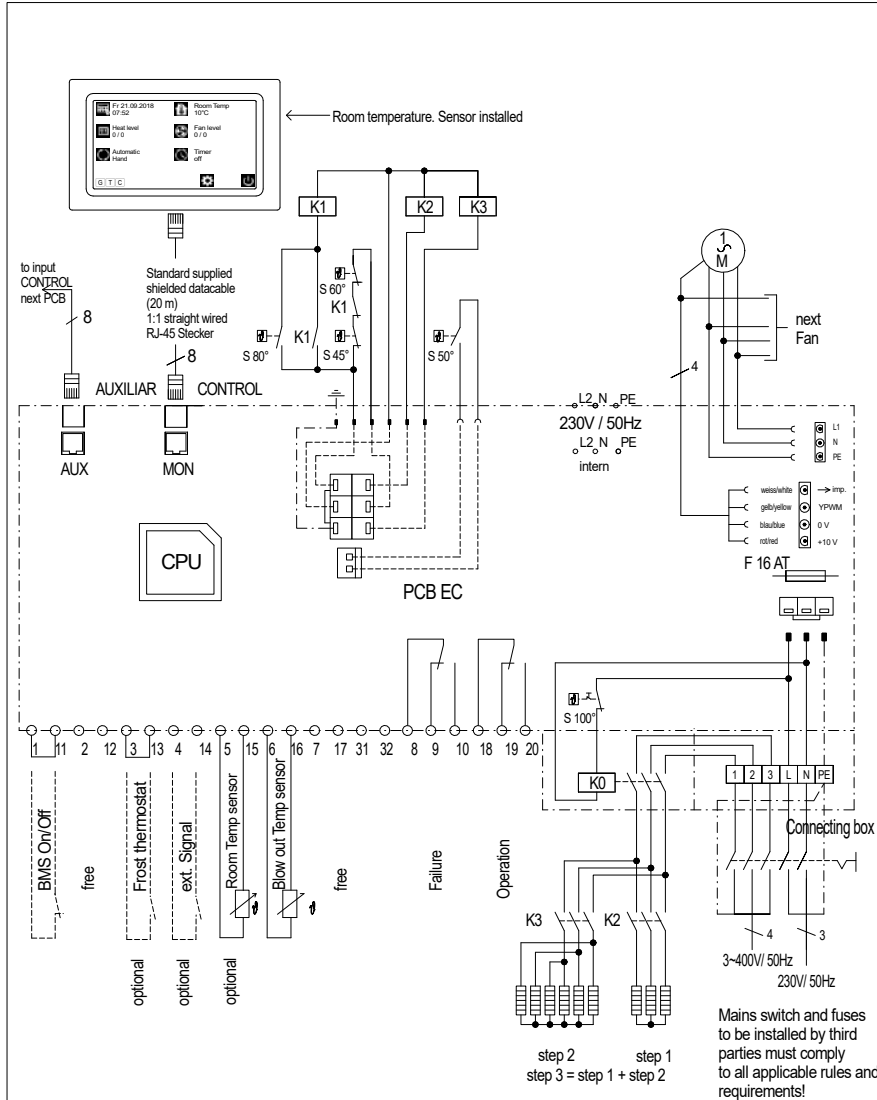 Fr 21.09.2018
07:52
Room Temp
10°C
Heat level
0 / 0
Fan level
0 / 0
Automatic
Hand
Timer
off
G T C
Room temperature. Sensor installed
K1
K2
K3
1
M
to input
CONTROL
next PCB
8
Standard supplied
shielded datacable
(20 m)
1:1 straight wired
RJ-45 Stecker
8
S 60°
K1
S 80°
K1
S 45°
S 50°
next
Fan
4
AUXILIAR
CONTROL
AUX
MON
L2 N PE
230V / 50Hz
L2 N PE
intern
L1
N
PE
weiss/white
imp.
gelb/yellow
YPWM
blau/blue
0 V
rot/red
+10 V
F 16 AT
CPU
PCB EC
S 100°
1 11 2 12 3 13 4 14 5 15 6 16 7 17 31 32 8 9 10 18 19 20
K0
1 2 3 L N PE
Connecting box
BMS On/Off
free
Frost thermostat
ext. Signal
Room Temp sensor
Blow out Temp sensor
free
Failure
Operation
optional
optional
optional
K3
K2
4
3
3~400V/ 50Hz
230V/ 50Hz
step 2
step 1
step 3 = step 1 + step 2
Mains switch and fuses
to be installed by third
parties must comply
to all applicable rules and
requirements!